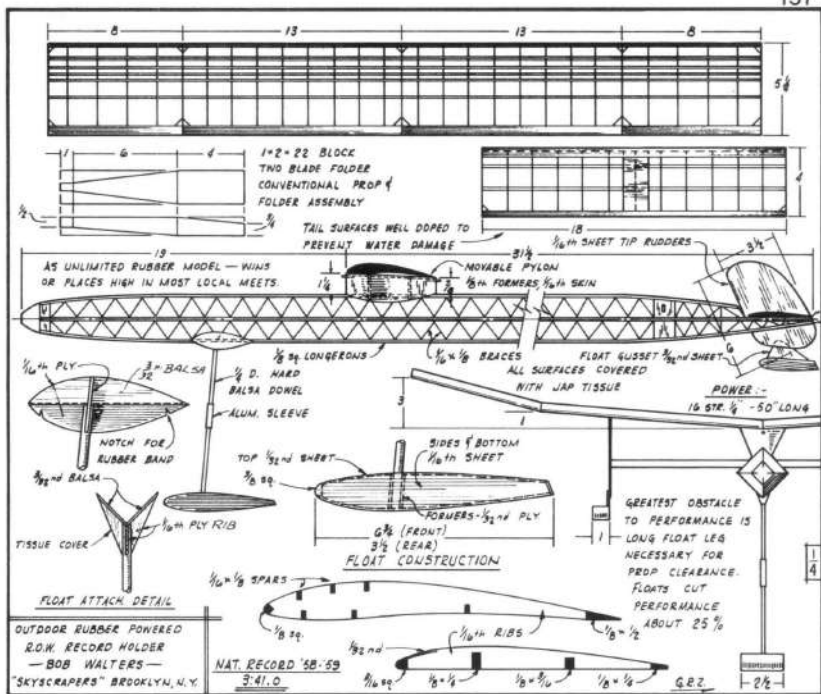 8 13 13 8
5 1/4
1 6 4
1/2
3/4
1×2×22 BLOCK
TWO BLADE FOLDER
CONVENTIONAL PROP &
FOLDER ASSEMBLY
4
18
TAIL SURFACES WELL DOPED TO
PREVENT WATER DAMAGE
1/16th SHEET TIP RUDDERS
3 1/2
19
31 1/2
AS UNLIMITED RUBBER MODEL — WINS
OR PLACES HIGH IN MOST LOCAL MEETS.
1 1/4
MOVABLE PYLON
1/8th FORMERS, 1/16th SKIN
6
1/8 SQ. LONGERONS
1/16 × 1/8 BRACES
FLOAT GUSSET 3/32nd SHEET
ALL SURFACES COVERED
WITH JAP TISSUE
1/16th PLY
3/32 BALSA
NOTCH FOR
RUBBER BAND
1/4 D. HARD
BALSA DOWEL
ALUM. SLEEVE
3
1
POWER:-
16 STR. 1/4" - 50" LONG
3/32nd BALSA
1/16th PLY RIB
TISSUE COVER
FLOAT ATTACH DETAIL
TOP 1/32nd SHEET
3/8 SQ.
SIDES & BOTTOM
1/16th SHEET
FORMERS-1/32nd PLY
6 3/4 (FRONT)
3 1/2 (REAR)
FLOAT CONSTRUCTION
1
GREATEST OBSTACLE
TO PERFORMANCE IS
LONG FLOAT LEG
NECESSARY FOR
PROP CLEARANCE.
FLOATS CUT
PERFORMANCE
ABOUT 25 %
1/4
2 1/2
1/16 × 1/8 SPARS
1/8 SQ.
1/16th RIBS
1/8 × 1/2
1/32nd
3/16 SQ.
1/8 × 1/4
1/8 × 3/16
1/8 × 1/4
G.R.Z.
OUTDOOR RUBBER POWERED
R.O.W. RECORD HOLDER
— BOB WALTERS —
"SKYSCRAPERS" BROOKLYN, N.Y.
NAT. RECORD '58-'59
3:41.0